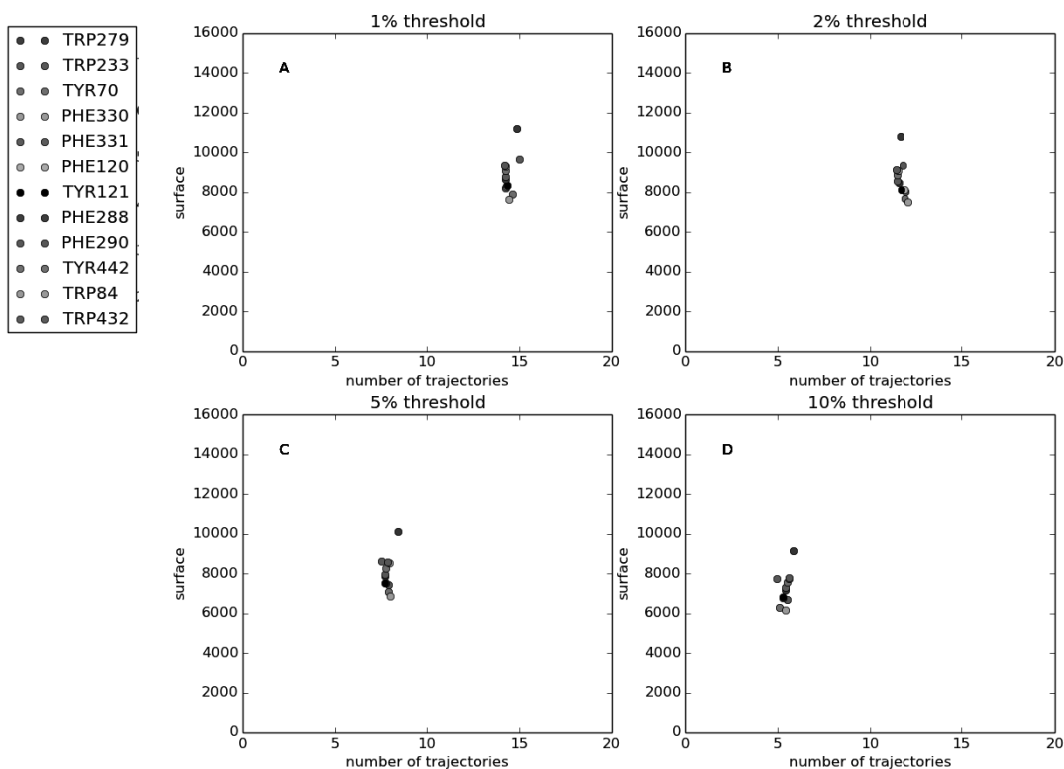 TRP279
TRP233
TYR70
PHE330
PHE331
PHE120
TYR121
PHE288
PHE290
TYR442
TRP84
TRP432
1% threshold
A
16000
14000
12000
10000
8000
6000
4000
2000
0
surface
0 5 10 15 20
number of trajectories
2% threshold
B
16000
14000
12000
10000
8000
6000
4000
2000
0
surface
0 5 10 15 20
number of trajectories
5% threshold
C
16000
14000
12000
10000
8000
6000
4000
2000
0
surface
0 5 10 15 20
number of trajectories
10% threshold
D
16000
14000
12000
10000
8000
6000
4000
2000
0
surface
0 5 10 15 20
number of trajectories